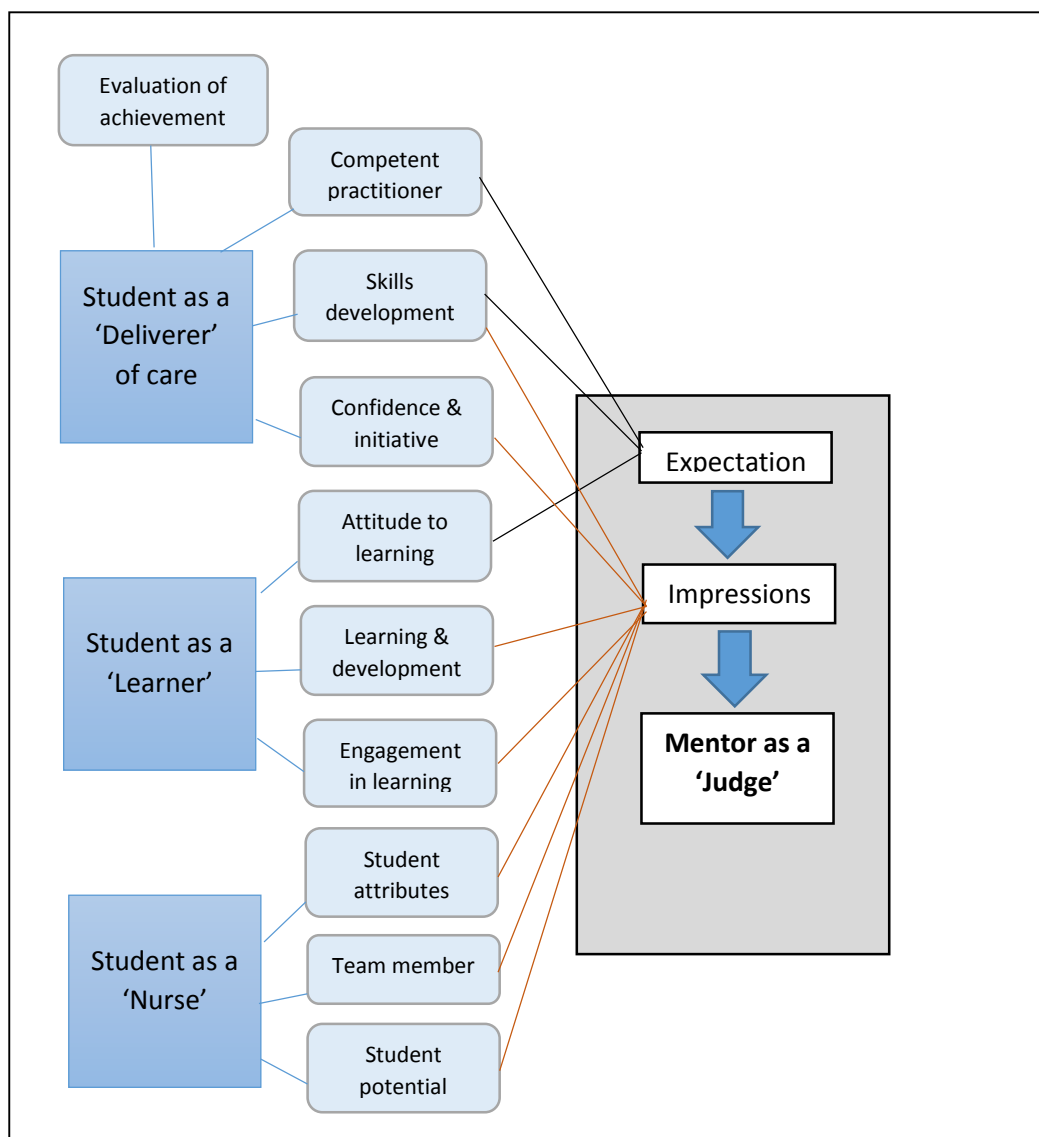 Evaluation of
achievement
Competent
practitioner
Student as a
‘Deliverer’
of care
Skills
development
Confidence &
initiative
Expectation
Attitude to
learning
Student as a
‘Learner’
Impressions
Learning &
development
Mentor as a
‘Judge’
Engagement
in learning
Student
attributes
Student as a
‘Nurse’
Team member
Student
potential